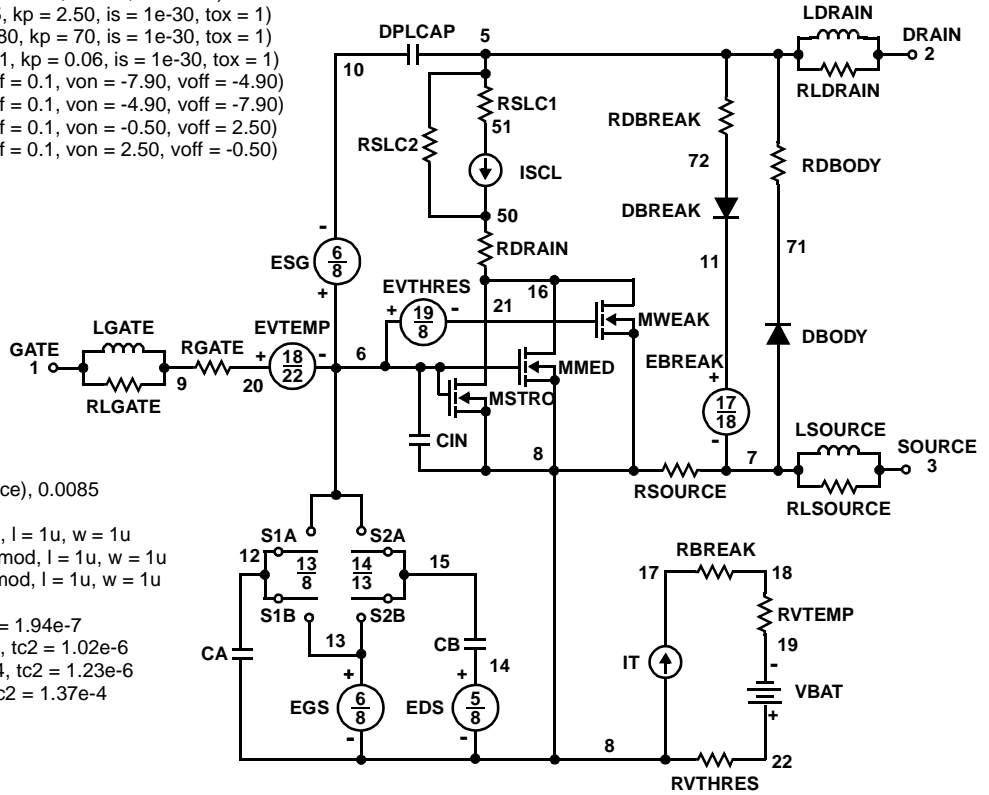 , kp = 2.50, is = 1e-30, tox = 1)
80, kp = 70, is = 1e-30, tox = 1)
1, kp = 0.06, is = 1e-30, tox = 1)
f = 0.1, von = -7.90, voff = -4.90)
f = 0.1, von = -4.90, voff = -7.90)
f = 0.1, von = -0.50, voff = 2.50)
f = 0.1, von = 2.50, voff = -0.50)
DPLCAP
5
10
LDRAIN
DRAIN
2
RLDRAIN
RSLC1
51
RSLC2
ISCL
50
RDRAIN
RDBREAK
72
DBREAK
11
RDBODY
71
DBODY
ESG
-
6
8
+
EVTHRES
+
19
8
-
16
21
MWEAK
MMED
MSTRO
EBREAK
+
17
18
-
GATE
1
LGATE
RLGATE
9
RGATE
20
EVTEMP
+
18
22
-
6
CIN
8
RSOURCE
7
LSOURCE
SOURCE
3
RLSOURCE
ce), 0.0085
, l = 1u, w = 1u
mod, l = 1u, w = 1u
mod, l = 1u, w = 1u
= 1.94e-7
, tc2 = 1.02e-6
4, tc2 = 1.23e-6
c2 = 1.37e-4
S1A
S2A
12
13
8
14
13
15
S1B
S2B
13
CA
CB
14
+
EGS
6
8
-
+
EDS
5
8
-
8
17
RBREAK
18
RVTEMP
19
IT
-
VBAT
+
22
RVTHRES